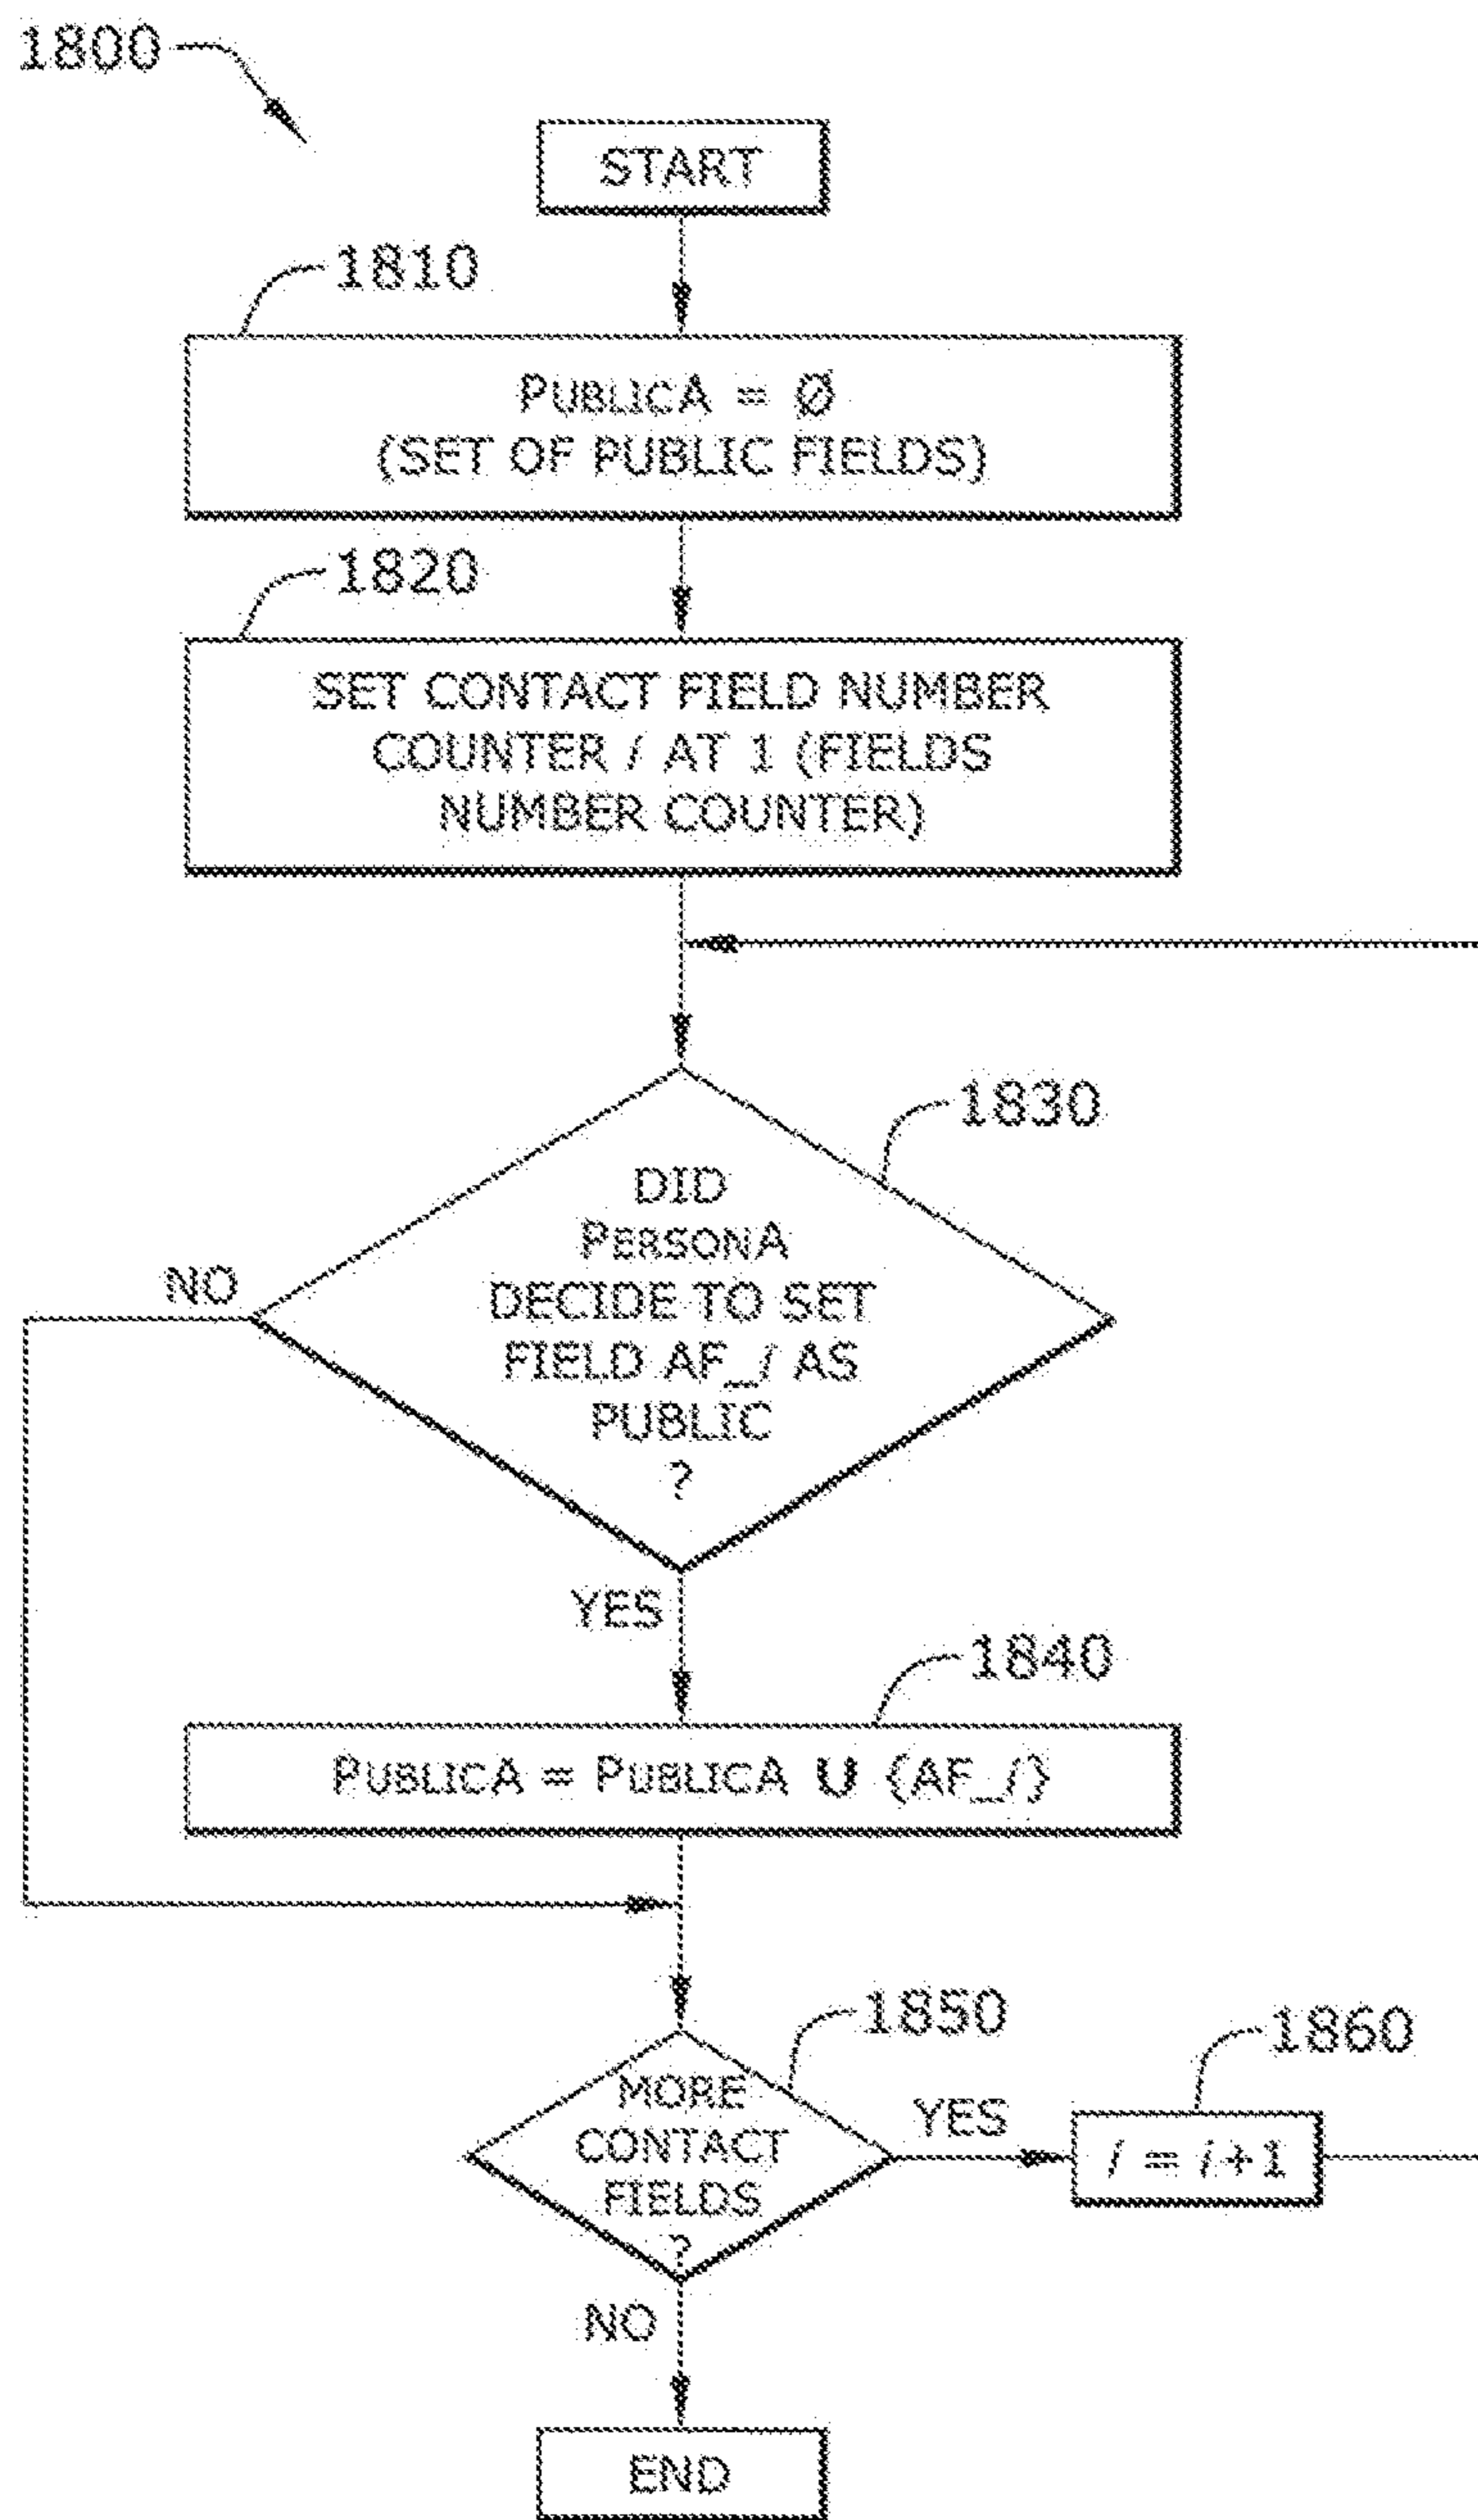 1800
START
1810
PUBLICA = Ø
(SET OF PUBLIC FIELDS)
1820
SET CONTACT FIELD NUMBER
COUNTER i AT 1 (FIELDS
NUMBER COUNTER)
1830
DID
PERSONA
DECIDE TO SET
FIELD AF_i AS
PUBLIC
?
NO
YES
1840
PUBLICA = PUBLICA U {AF_i}
1850
MORE
CONTACT
FIELDS
?
YES
1860
i = i+1
NO
END